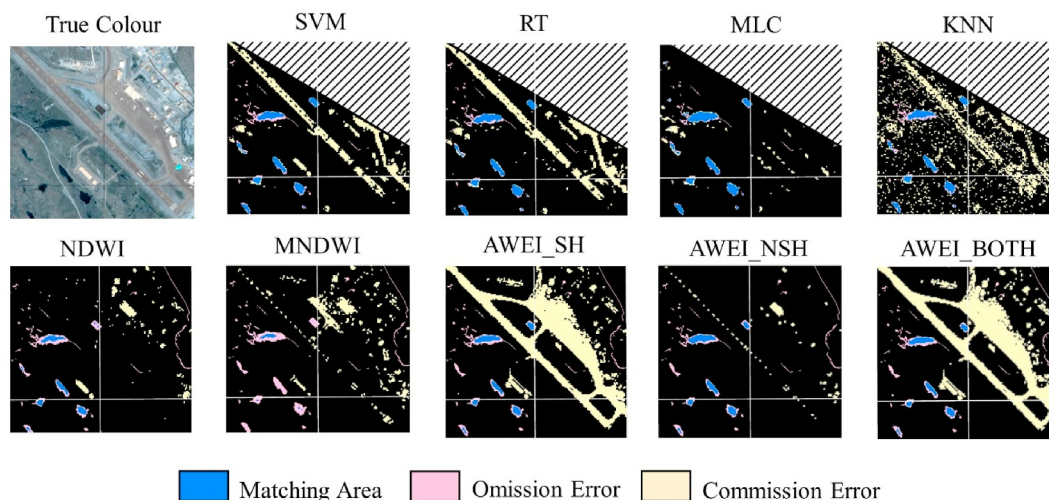 True Colour SVM RT MLC KNN
NDWI MNDWI AWEI_SH AWEI_NSH AWEI_BOTH
Matching Area Omission Error Commission Error